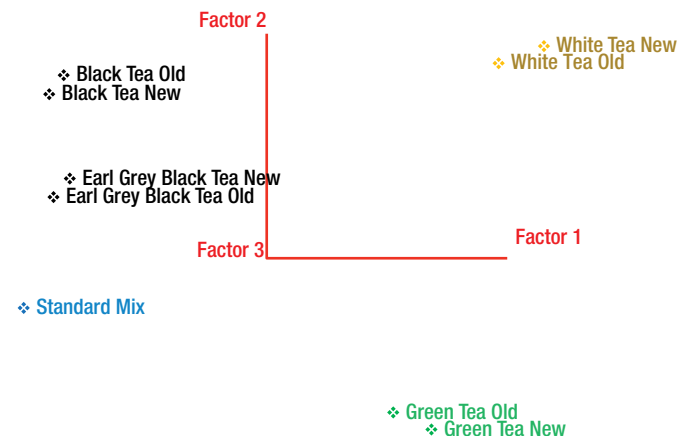 Factor 2
White Tea New
White Tea Old
Black Tea Old
Black Tea New
Earl Grey Black Tea New
Earl Grey Black Tea Old
Factor 1
Factor 3
Standard Mix
Green Tea Old
Green Tea New